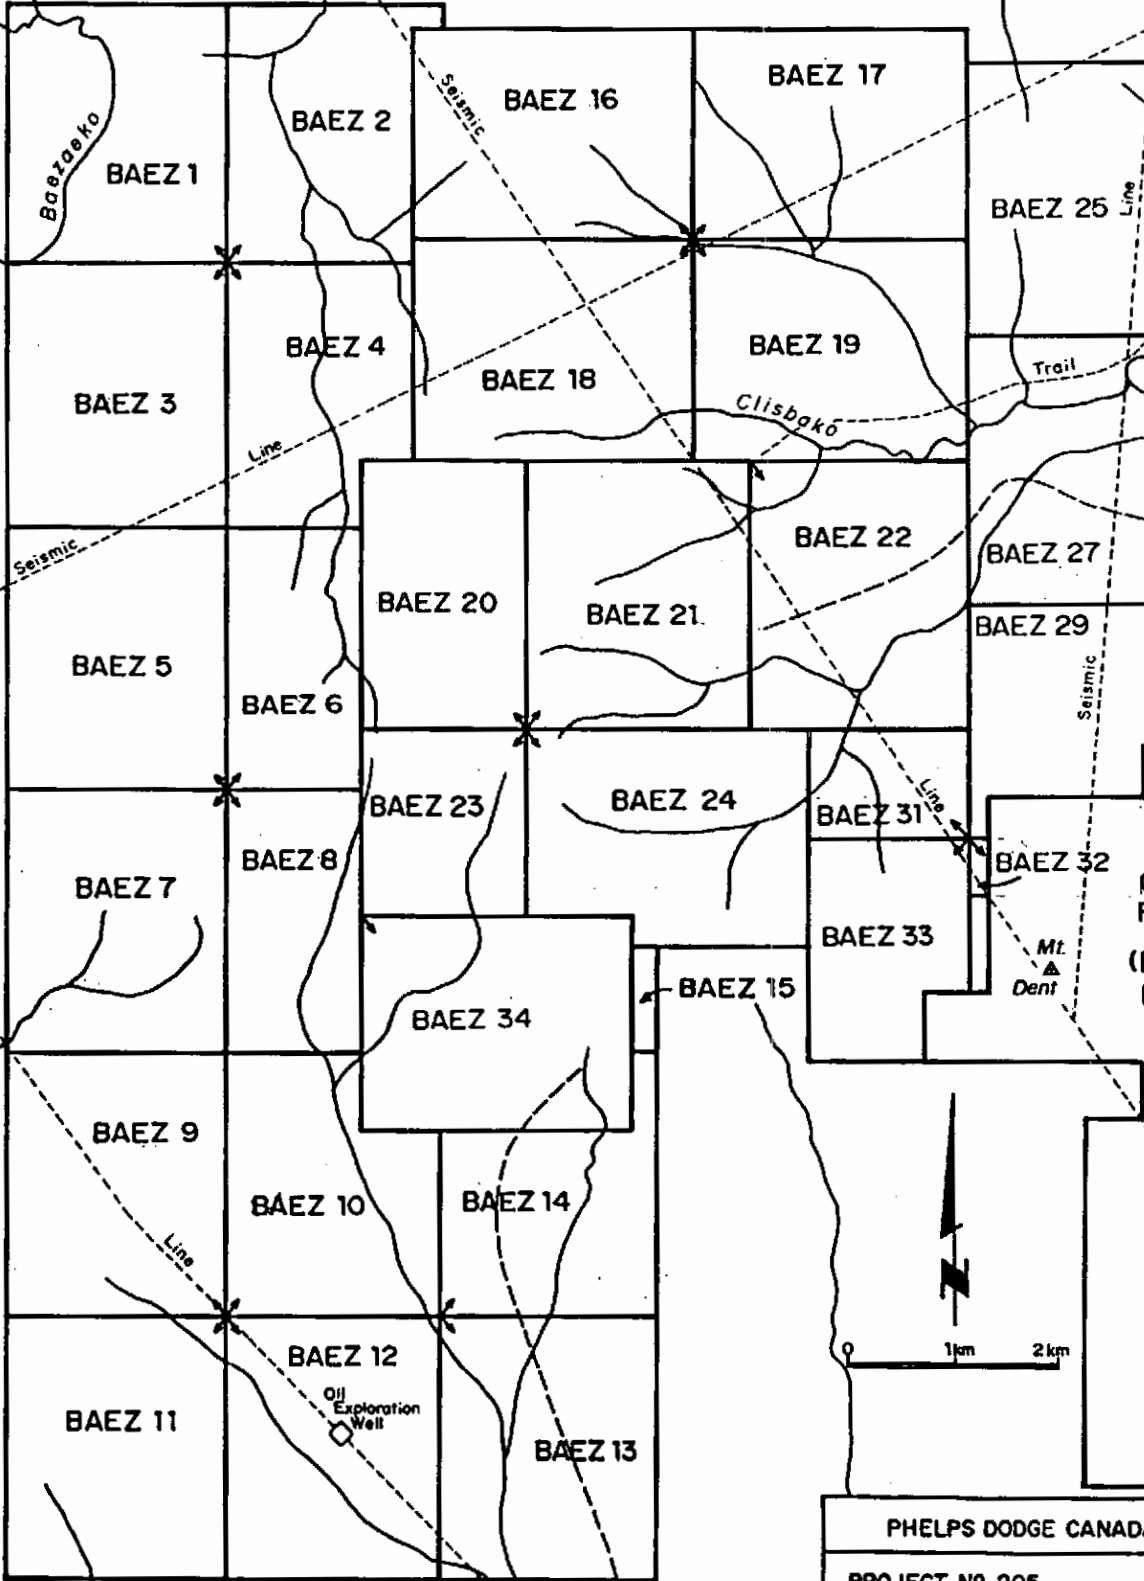 BAEZ 17
BAEZ 16
Seismic
BAEZ 2
Baezaeko
BAEZ 1
BAEZ 25
Line
BAEZ 4
BAEZ 19
BAEZ 18
Trail
BAEZ 3
Clisbako
Line
BAEZ 22
Seismic
BAEZ 27
BAEZ 20
BAEZ 21
BAEZ 29
BAEZ 5
BAEZ 6
Seismic
BAEZ 23
BAEZ 24
Line
BAEZ 31
BAEZ 8
BAEZ 32
BAEZ 7
BAEZ 33
Mt.
Dent
BAEZ 15
BAEZ 34
BAEZ 9
BAEZ 10
BAEZ 14
Line
N
0 1km 2km
BAEZ 12
Oil
Exploration
Well
BAEZ 11
BAEZ 13
PHELPS DODGE CANAD
PROJECT Nº 205